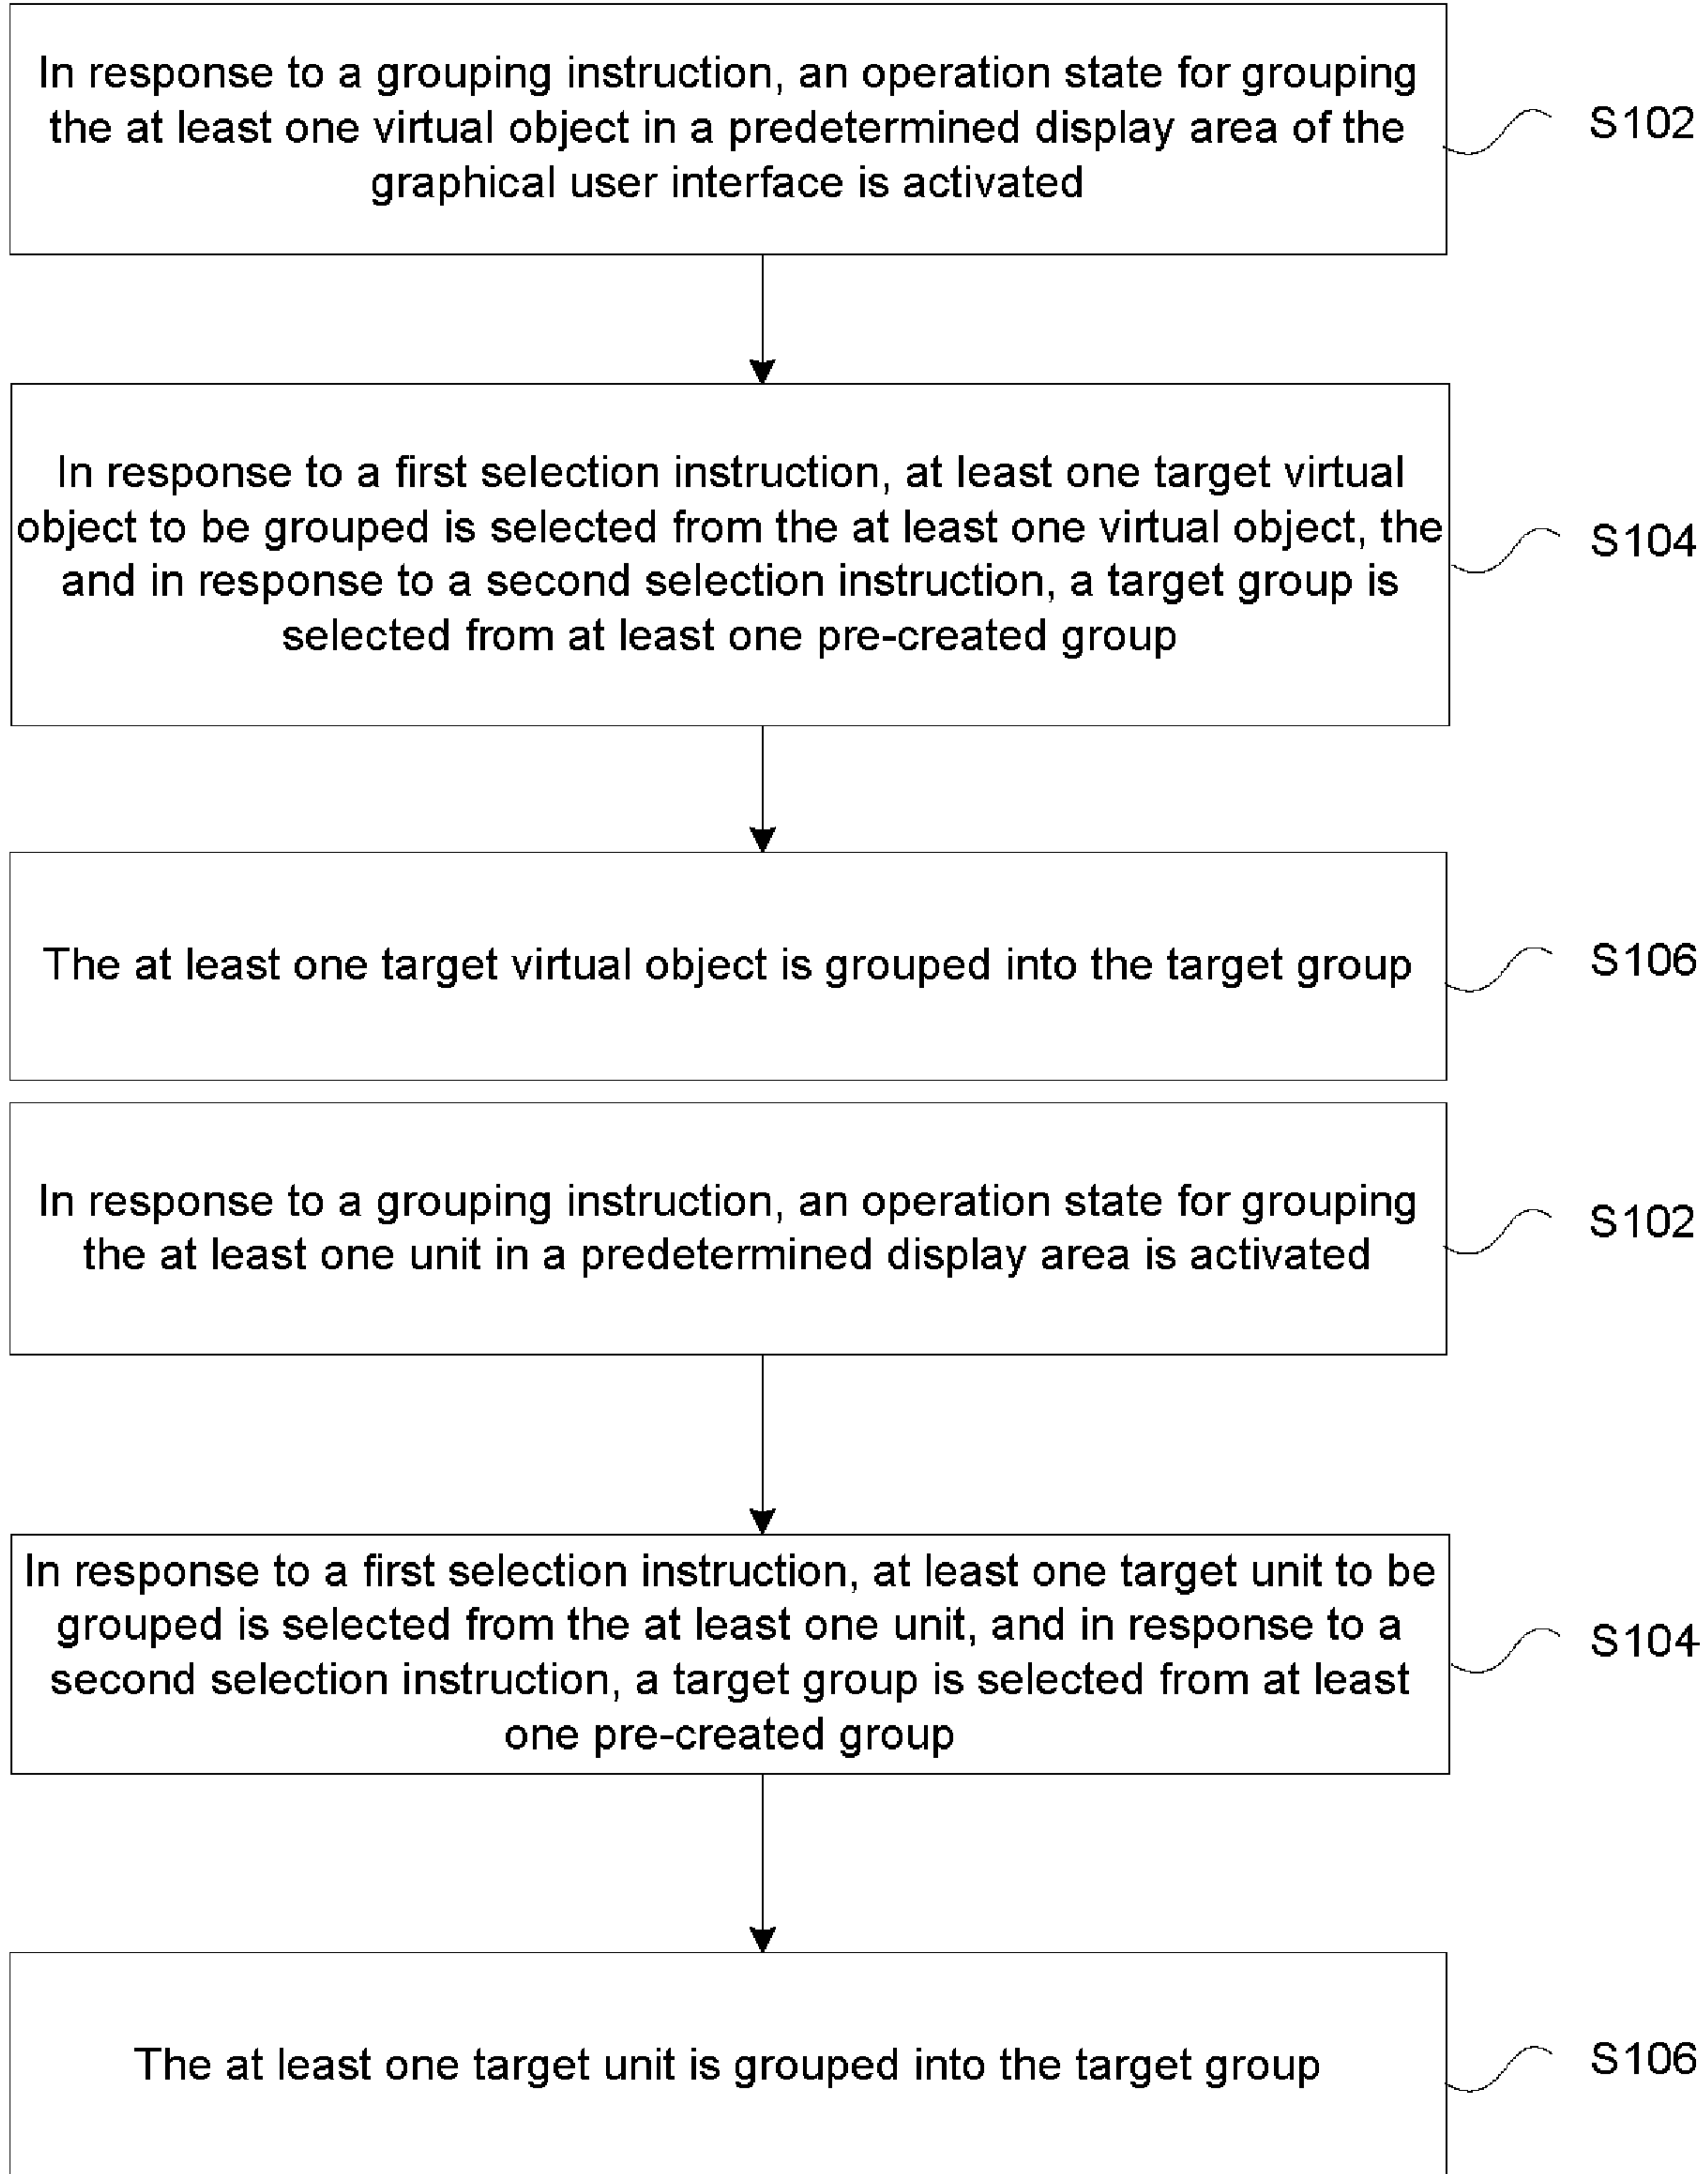 In response to a grouping instruction, an operation state for grouping
the at least one virtual object in a predetermined display area of the
graphical user interface is activated
S102
In response to a first selection instruction, at least one target virtual
object to be grouped is selected from the at least one virtual object, the
and in response to a second selection instruction, a target group is
selected from at least one pre-created group
S104
The at least one target virtual object is grouped into the target group
S106
In response to a grouping instruction, an operation state for grouping
the at least one unit in a predetermined display area is activated
S102
In response to a first selection instruction, at least one target unit to be
grouped is selected from the at least one unit, and in response to a
second selection instruction, a target group is selected from at least
one pre-created group
S104
The at least one target unit is grouped into the target group
S106